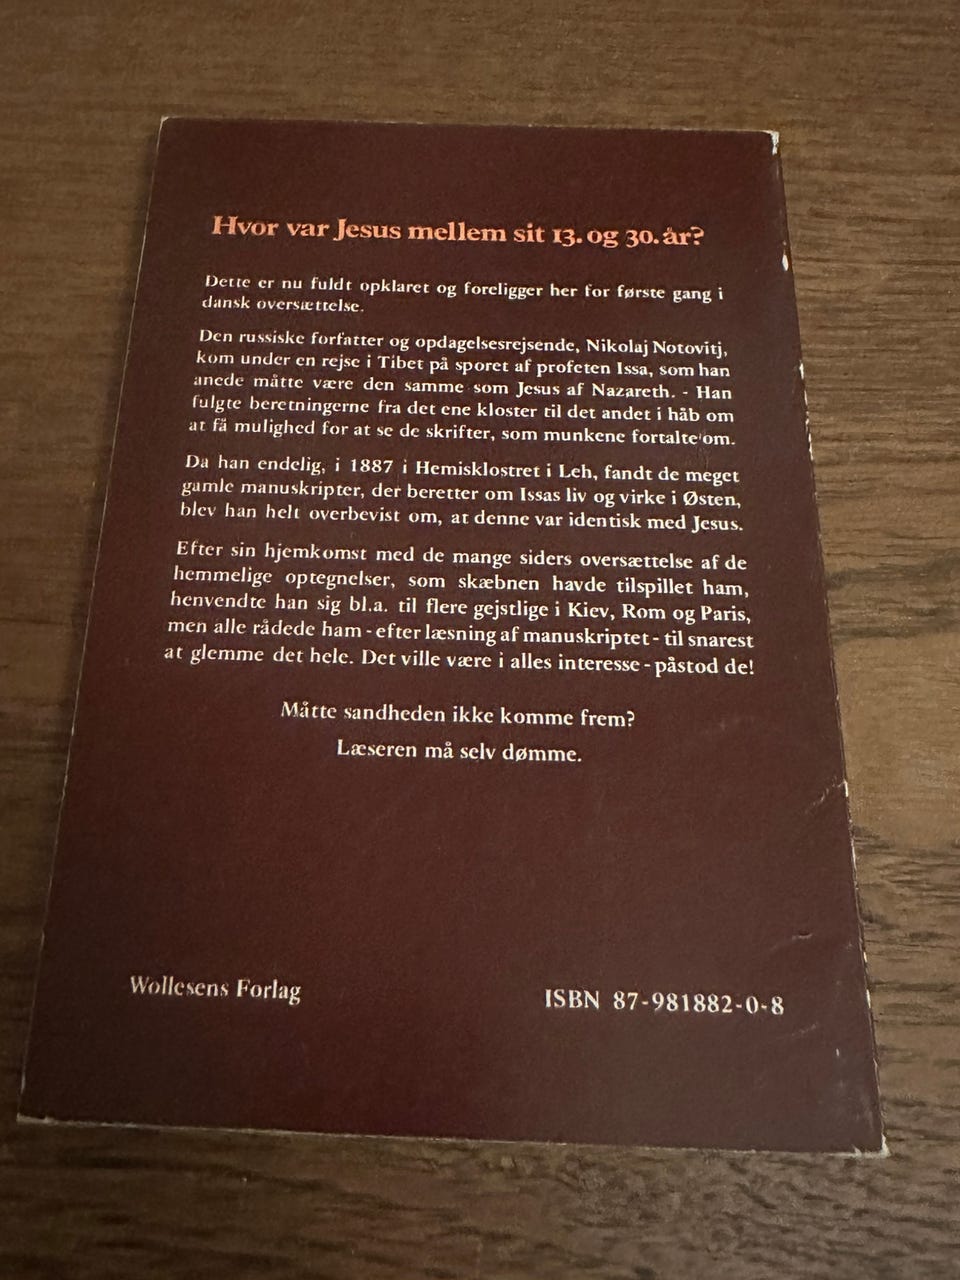 Hvor var Jesus mellem sit 13. og 30. år?
Dette er nu fuldt opklaret og foreligger her for første gang i
dansk oversættelse.
Den russiske forfatter og opdagelsesrejsende, Nikolaj Notovitj,
kom under en rejse i Tibet på sporet af profeten Issa, som han
anede måtte være den samme som Jesus af Nazareth. - Han
fulgte beretningerne fra det ene kloster til det andet i håb om
at få mulighed for at se de skrifter, som munkene fortalte om.
Da han endelig, i 1887 i Hemisklostret i Leh, fandt de meget
gamle manuskripter, der beretter om Issas liv og virke i Østen,
blev han helt overbevist om, at denne var identisk med Jesus.
Efter sin hjemkomst med de mange siders oversættelse af de
hemmelige optegnelser, som skæbnen havde tilspillet ham,
henvendte han sig bl.a. til flere gejstlige i Kiev, Rom og Paris,
men alle rådede ham - efter læsning af manuskriptet - til snarest
at glemme det hele. Det ville være i alles interesse - påstod de!
Måtte sandheden ikke komme frem?
Læseren må selv dømme.
Wollesens Forlag
ISBN 87-981882-0-8